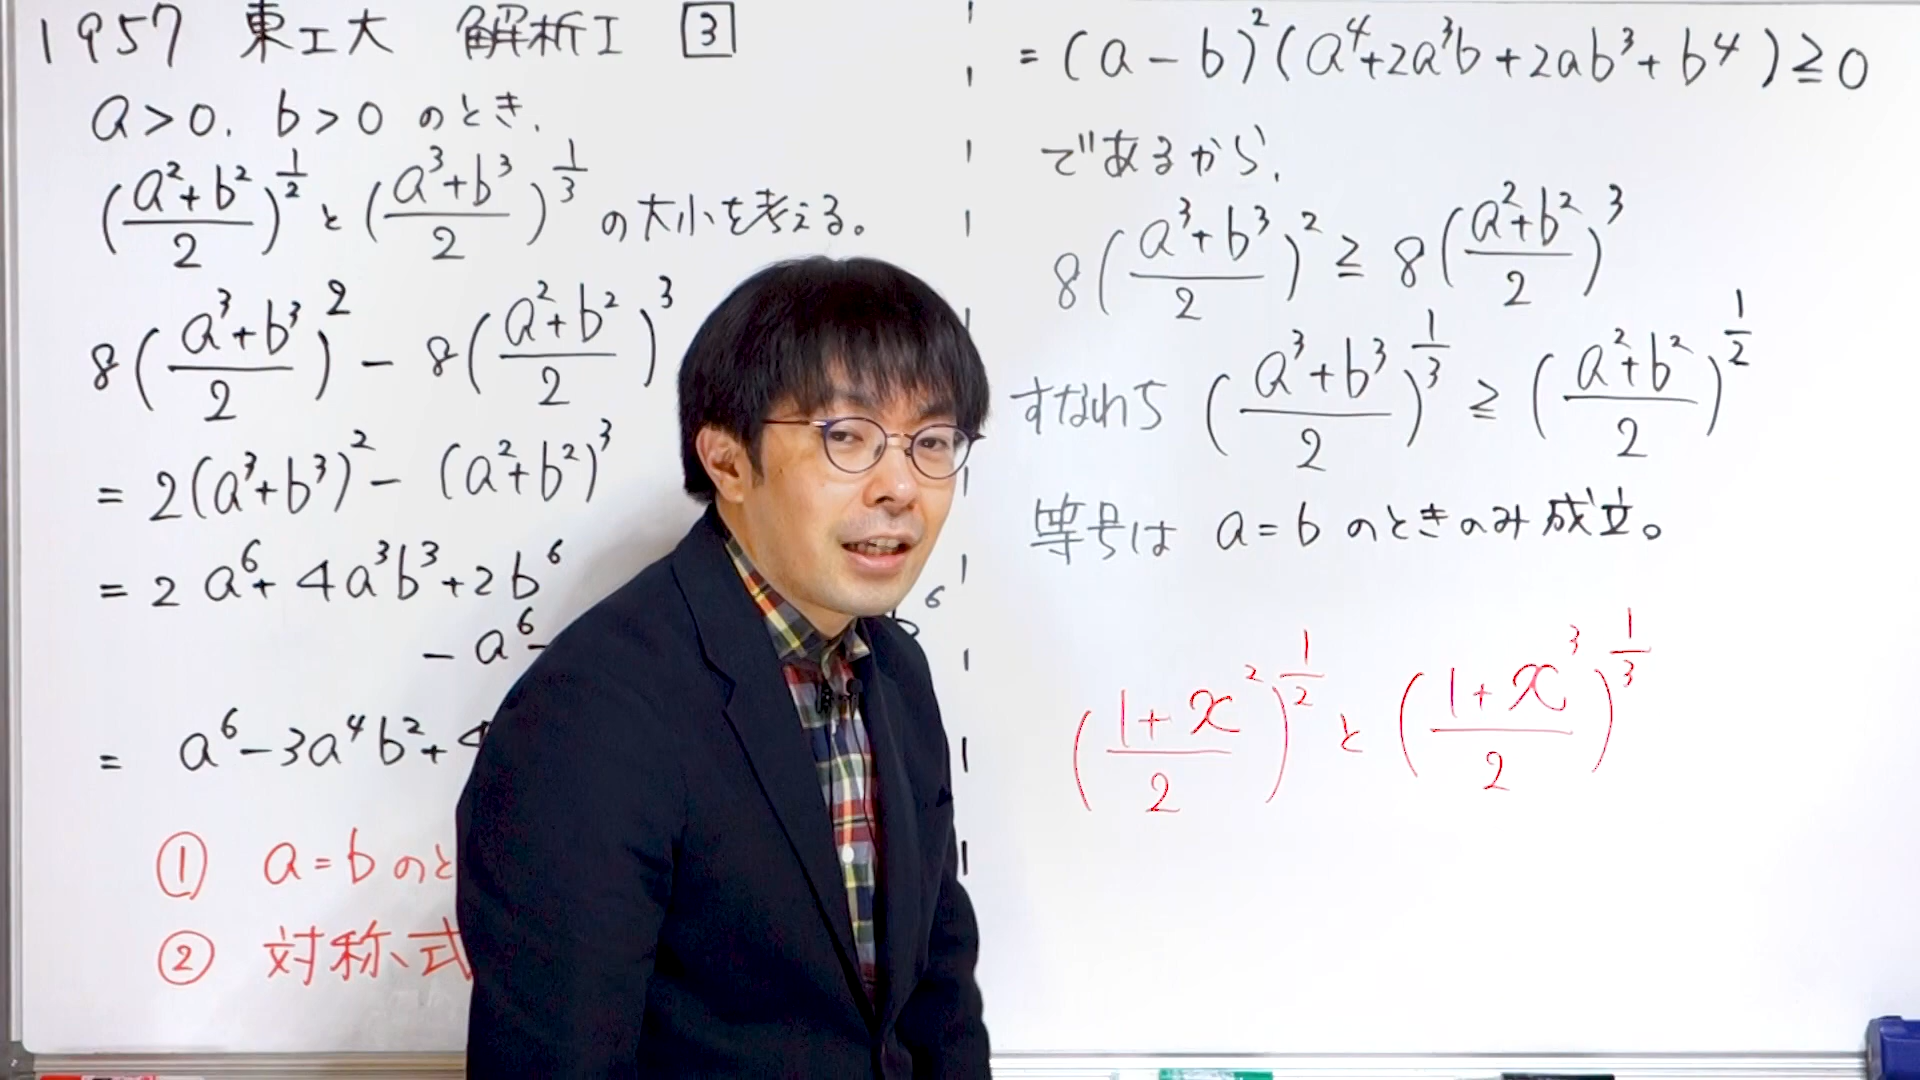 1957 東工大 解析I 3
a>0. b>0 のとき,
(a²+b²/2)^1/2 と (a³+b³/2)^1/3 の大小を考える。
8(a³+b³/2)² - 8(a²+b²/2)³
= 2(a³+b³)² - (a²+b²)³
= 2a⁶+4a³b³+2b⁶
-a⁶-
b⁶
= a⁶-3a⁴b²+
① a=bのと
② 対称式
= (a-b)²(a⁴+2a³b+2ab³+b⁴)≧0
であるから,
8(a³+b³/2)² ≧ 8(a²+b²/2)³
すなわち (a³+b³/2)^1/3 ≧ (a²+b²/2)^1/2
等号は a=b のときのみ成立。
(1+x²/2)^1/2 と (1+x³/2)^1/3